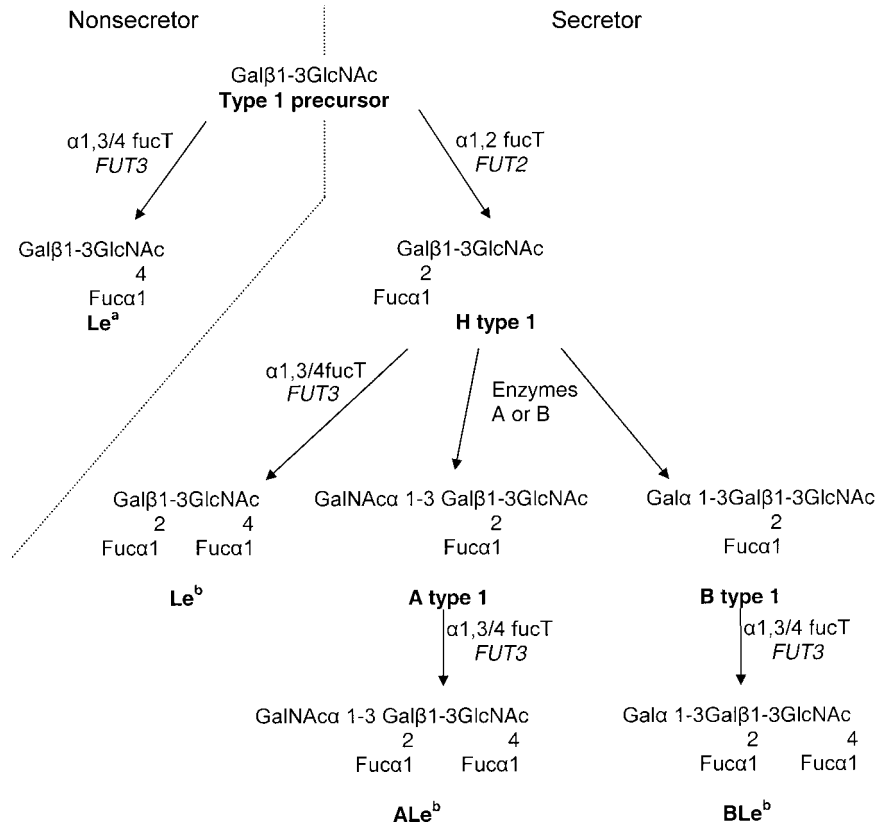 Nonsecretor
Secretor
Galβ1-3GlcNAc
Type 1 precursor
α1,3/4 fucT
FUT3
α1,2 fucT
FUT2
Galβ1-3GlcNAc
4
Fucα1
Leᵃ
Galβ1-3GlcNAc
2
Fucα1
H type 1
α1,3/4fucT
FUT3
Enzymes
A or B
Galβ1-3GlcNAc
2 4
Fucα1 Fucα1
Leᵇ
GalNAcα 1-3 Galβ1-3GlcNAc
2
Fucα1
A type 1
Galα 1-3Galβ1-3GlcNAc
2
Fucα1
B type 1
α1,3/4 fucT
FUT3
α1,3/4 fucT
FUT3
GalNAcα 1-3 Galβ1-3GlcNAc
2 4
Fucα1 Fucα1
ALeᵇ
Galα 1-3Galβ1-3GlcNAc
2 4
Fucα1 Fucα1
BLeᵇ